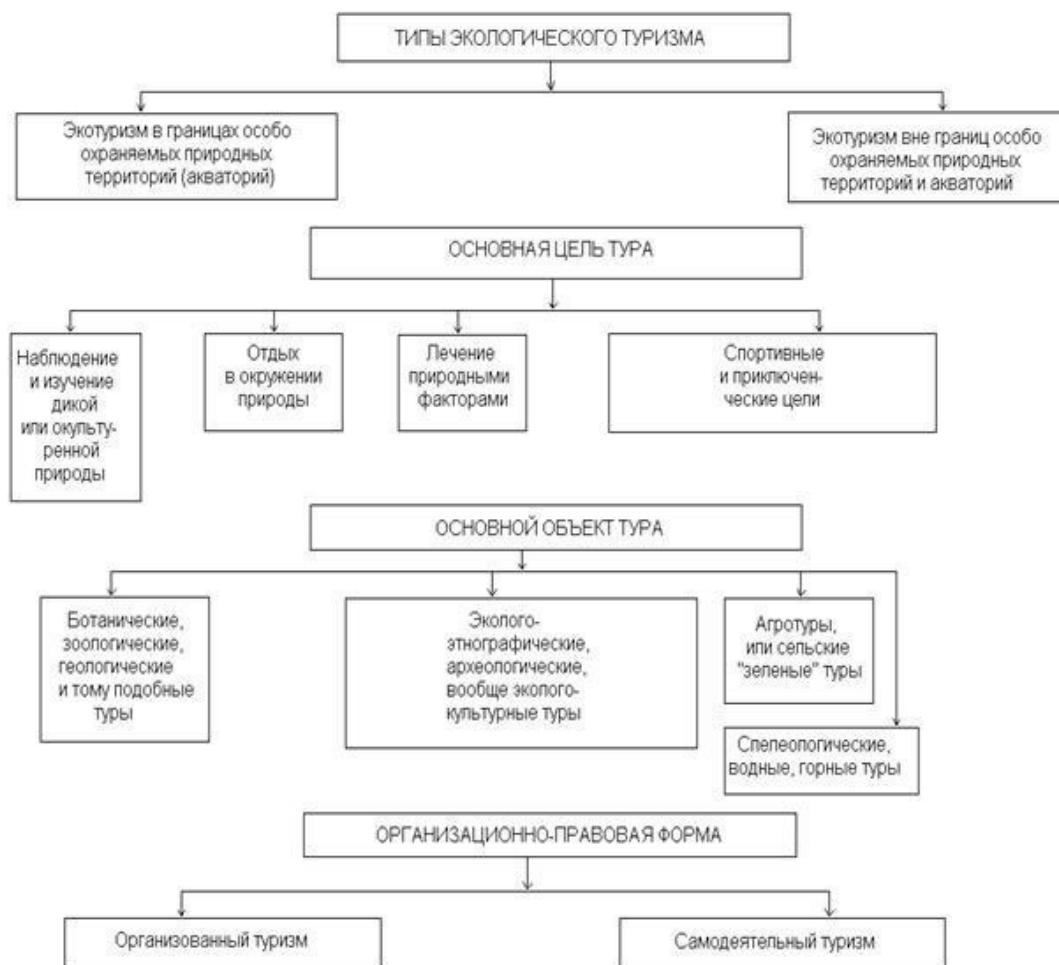 ТИПЫ ЭКОЛОГИЧЕСКОГО ТУРИЗМА
Экотуризм в границах особо
охраняемых природных
территорий (акваторий)
Экотуризм вне границ особо
охраняемых природных
территорий и акваторий
ОСНОВНАЯ ЦЕЛЬ ТУРА
Наблюдение
и изучение
дикой
или окульту-
ренной
природы
Отдых
в окружении
природы
Лечение
природными
факторами
Спортивные
и приключен-
ческие цели
ОСНОВНОЙ ОБЪЕКТ ТУРА
Ботанические,
зоологические,
геологические
и тому подобные
туры
Эколого-
этнографические,
археологические,
вообще эколого-
культурные туры
Агротуры,
или сельские
"зеленые" туры
Спелеологические,
водные, горные туры
ОРГАНИЗАЦИОННО-ПРАВОВАЯ ФОРМА
Организованный туризм
Самодеятельный туризм